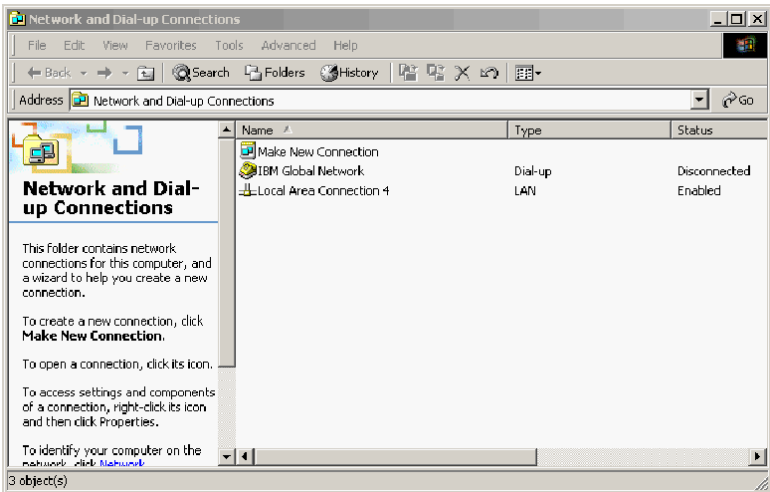 Network and Dial-up Connections
File Edit View Favorites Tools Advanced Help
Back Search Folders History
Address Network and Dial-up Connections Go
Name Type Status
Make New Connection
IBM Global Network Dial-up Disconnected
Local Area Connection 4 LAN Enabled
Network and Dial-
up Connections
This folder contains network
connections for this computer, and
a wizard to help you create a new
connection.
To create a new connection, click
Make New Connection.
To open a connection, click its icon.
To access settings and components
of a connection, right-click its icon
and then click Properties.
To identify your computer on the
network, click Network
3 object(s)